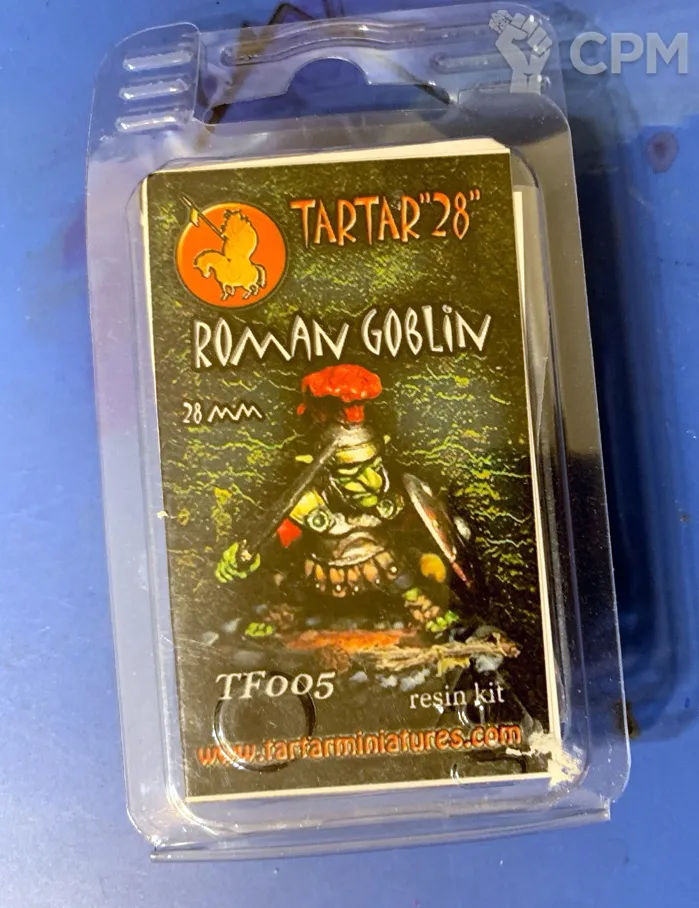 CPM
TARTAR"28"
ROMAN GOBLIN
28 MM
TF005
resin kit
www.tartarminiatures.com